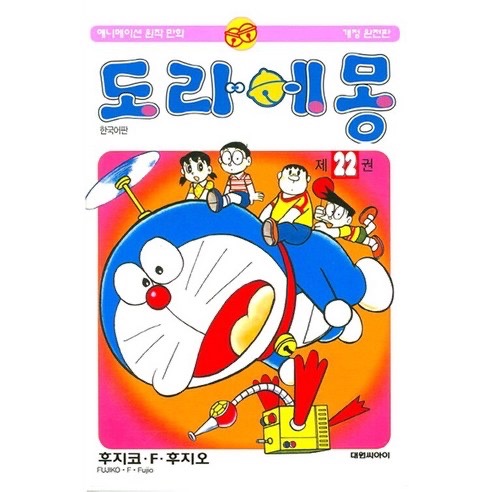 애니메이션 원작 만화
개정 완전판
도라에몽
한국어판
제 22 권
후지코·F·후지오
FUJIKO·F·Fujio
대원씨아이